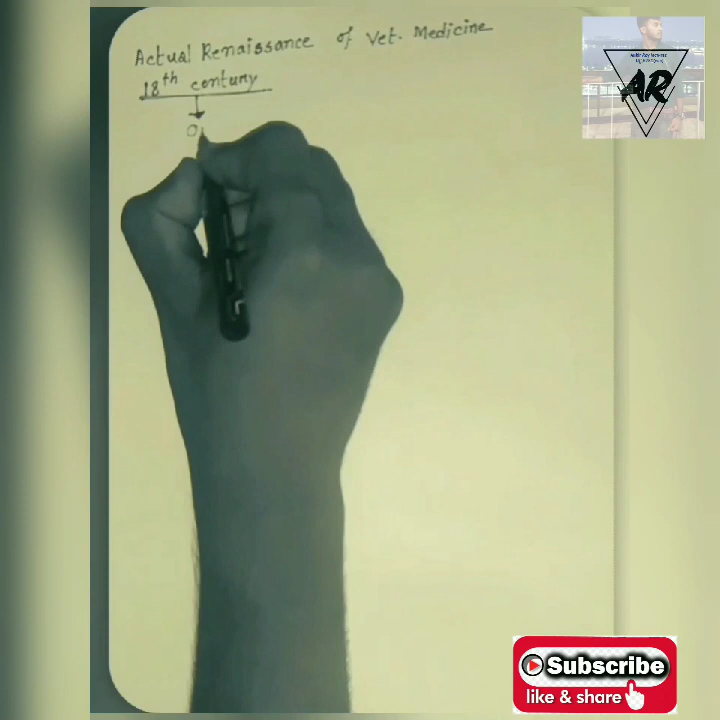 Actual Renaissance of Vet. Medicine
18th century
AR
Subscribe
like & share